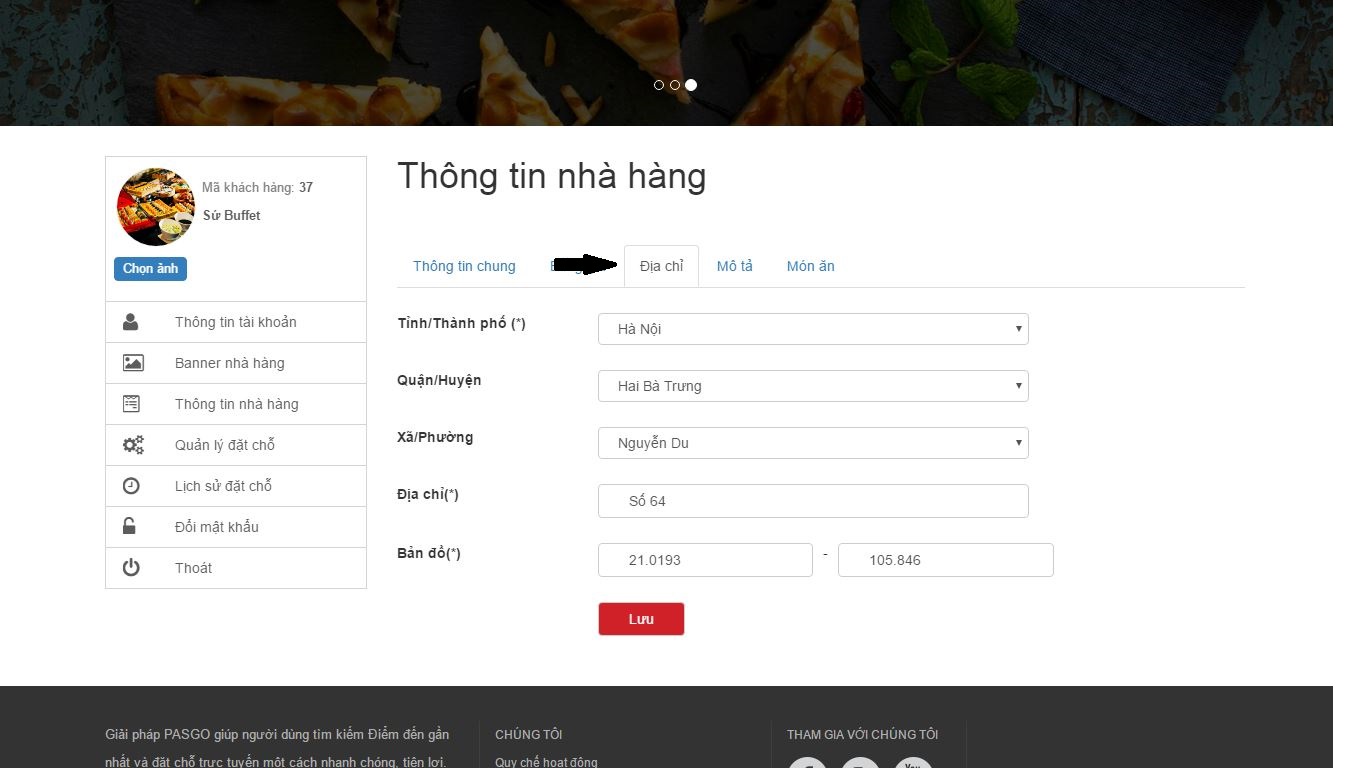 Mã khách hàng: 37
Sứ Buffet
Chọn ảnh
Thông tin tài khoản
Banner nhà hàng
Thông tin nhà hàng
Quản lý đặt chỗ
Lịch sử đặt chỗ
Đổi mật khẩu
Thoát
Thông tin nhà hàng
Thông tin chung
Địa chỉ
Mô tả
Món ăn
Tỉnh/Thành phố (*)
Hà Nội
Quận/Huyện
Hai Bà Trưng
Xã/Phường
Nguyễn Du
Địa chỉ(*)
Số 64
Bản đồ(*)
21.0193 - 105.846
Lưu
Giải pháp PASGO giúp người dùng tìm kiếm Điểm đến gần
nhất và đặt chỗ trực tuyến một cách nhanh chóng, tiện lợi.
CHÚNG TÔI
Quy chế hoạt động
THAM GIA VỚI CHÚNG TÔI
You